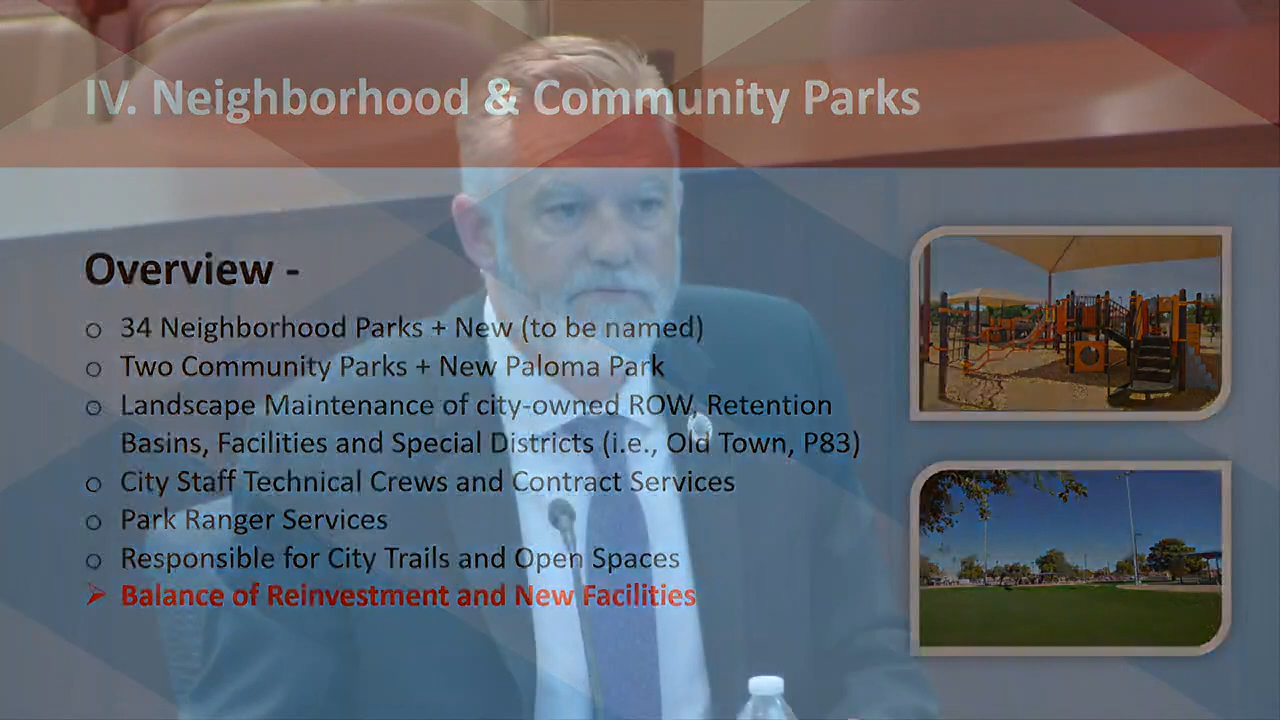 IV. Neighborhood & Community Parks
Overview -
o 34 Neighborhood Parks + New (to be named)
o Two Community Parks + New Paloma Park
o Landscape Maintenance of city-owned ROW, Retention
Basins, Facilities and Special Districts (i.e., Old Town, P83)
o City Staff Technical Crews and Contract Services
o Park Ranger Services
o Responsible for City Trails and Open Spaces
➢ Balance of Reinvestment and New Facilities